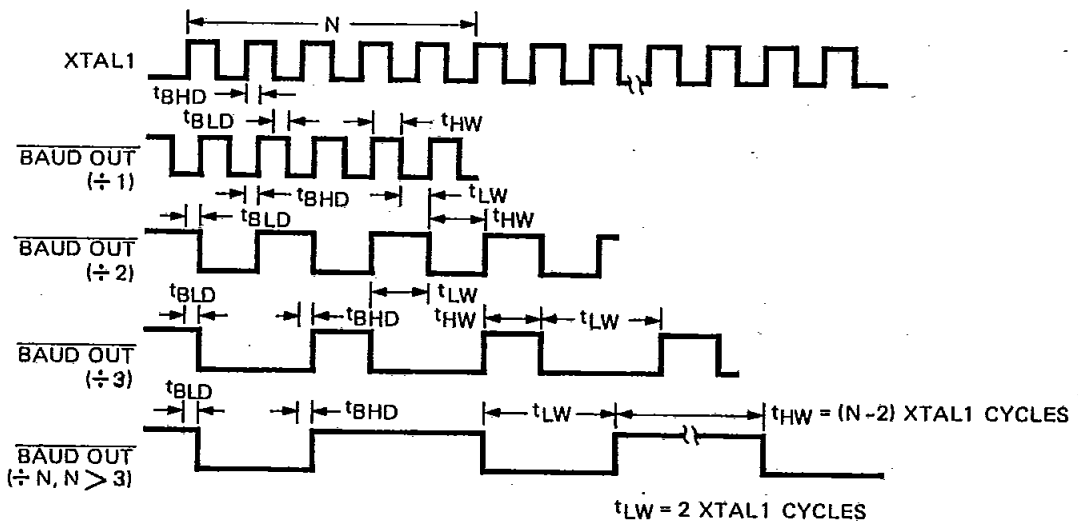 N
XTAL1
tBHD
tBLD
tHW
BAUD OUT
(÷1)
tBHD
tLW
tBLD
tHW
BAUD OUT
(÷2)
tLW
tBLD
tBHD
tHW
tLW
BAUD OUT
(÷3)
tBLD
tBHD
tLW
tHW = (N-2) XTAL1 CYCLES
BAUD OUT
(÷N, N > 3)
tLW = 2 XTAL1 CYCLES